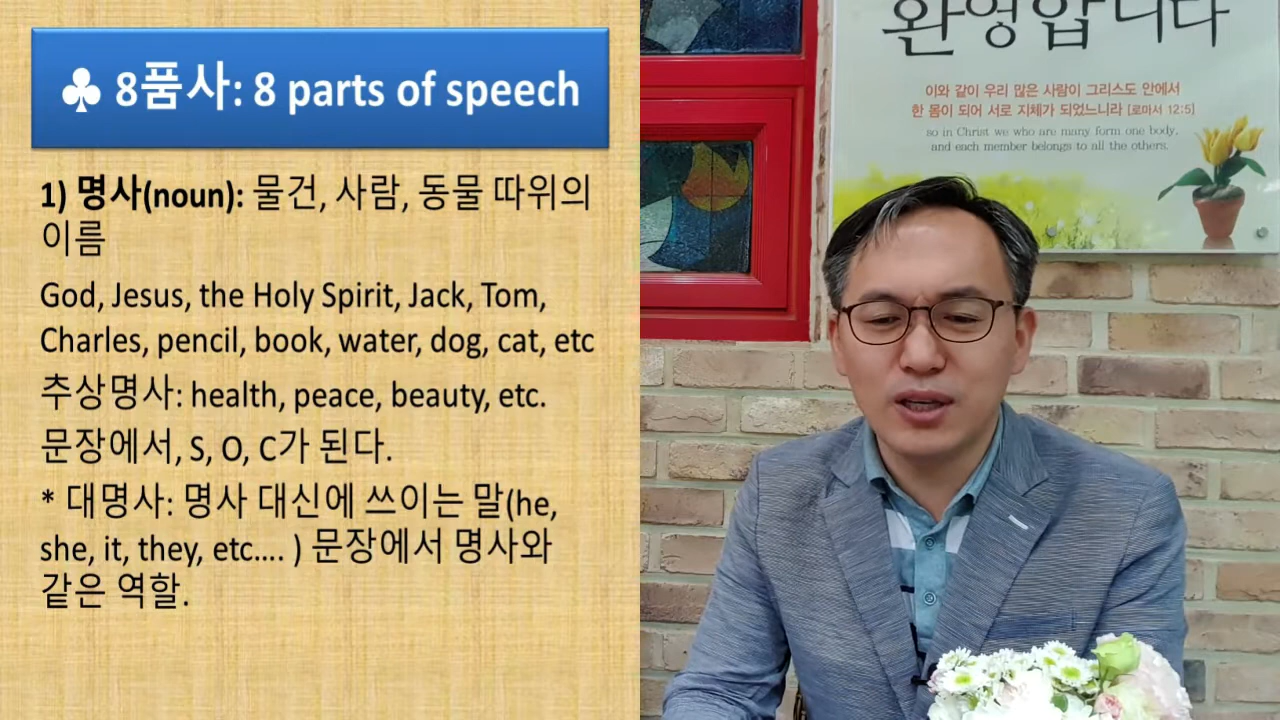 ♣ 8품사: 8 parts of speech
1) 명사(noun): 물건, 사람, 동물 따위의
이름
God, Jesus, the Holy Spirit, Jack, Tom,
Charles, pencil, book, water, dog, cat, etc
추상명사: health, peace, beauty, etc.
문장에서, S, O, C가 된다.
* 대명사: 명사 대신에 쓰이는 말(he,
she, it, they, etc.... ) 문장에서 명사와
같은 역할.
환영합니다
이와 같이 우리 많은 사람이 그리스도 안에서
한 몸이 되어 서로 지체가 되었느니라 [로마서 12:5]
so in Christ we who are many form one body,
and each member belongs to all the others.